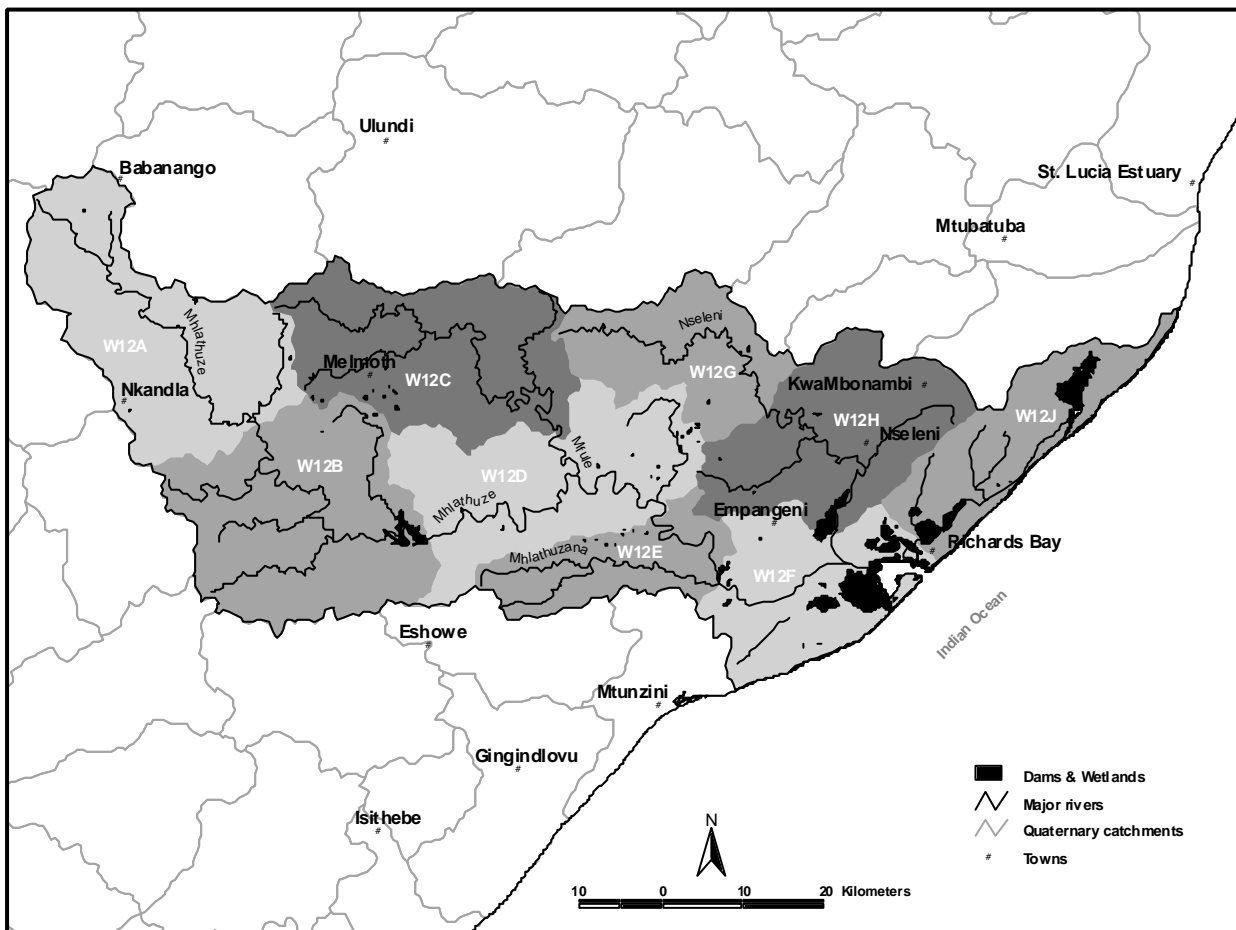 Ulundi
Babanango
St. Lucia Estuary
Mtubatuba
Mhlathuze
Nseleni
W12A
Melmoth
W12C
W12G
KwaMbonambi
Nkandla
W12H
W12J
Nseleni
W12B
Mfule
W12D
Mhlathuze
Empangeni
Richards Bay
Mhlathuzana
W12E
W12F
Indian Ocean
Eshowe
Mtunzini
Gingindlovu
Isithebe
Dams & Wetlands
Major rivers
Quaternary catchments
# Towns
N
10 0 10 20 Kilometers